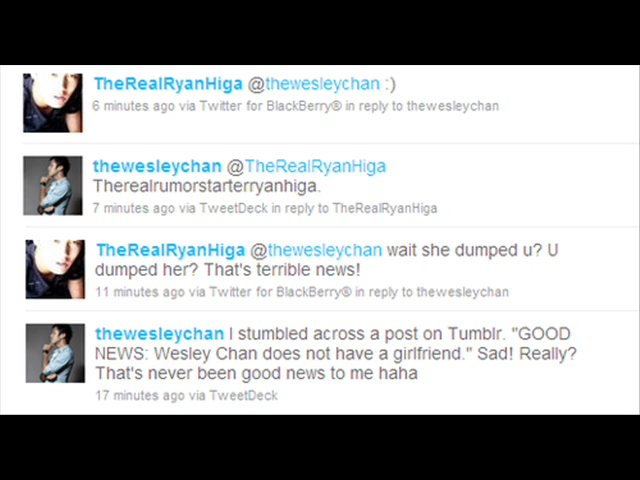 TheRealRyanHiga @thewesleychan :)
6 minutes ago via Twitter for BlackBerry® in reply to thewesleychan
thewesleychan @TheRealRyanHiga
Therealrumorstarterryanhiga.
7 minutes ago via TweetDeck in reply to TheRealRyanHiga
TheRealRyanHiga @thewesleychan wait she dumped u? U
dumped her? That's terrible news!
11 minutes ago via Twitter for BlackBerry® in reply to thewesleychan
thewesleychan I stumbled across a post on Tumblr. "GOOD
NEWS: Wesley Chan does not have a girlfriend." Sad! Really?
That's never been good news to me haha
17 minutes ago via TweetDeck